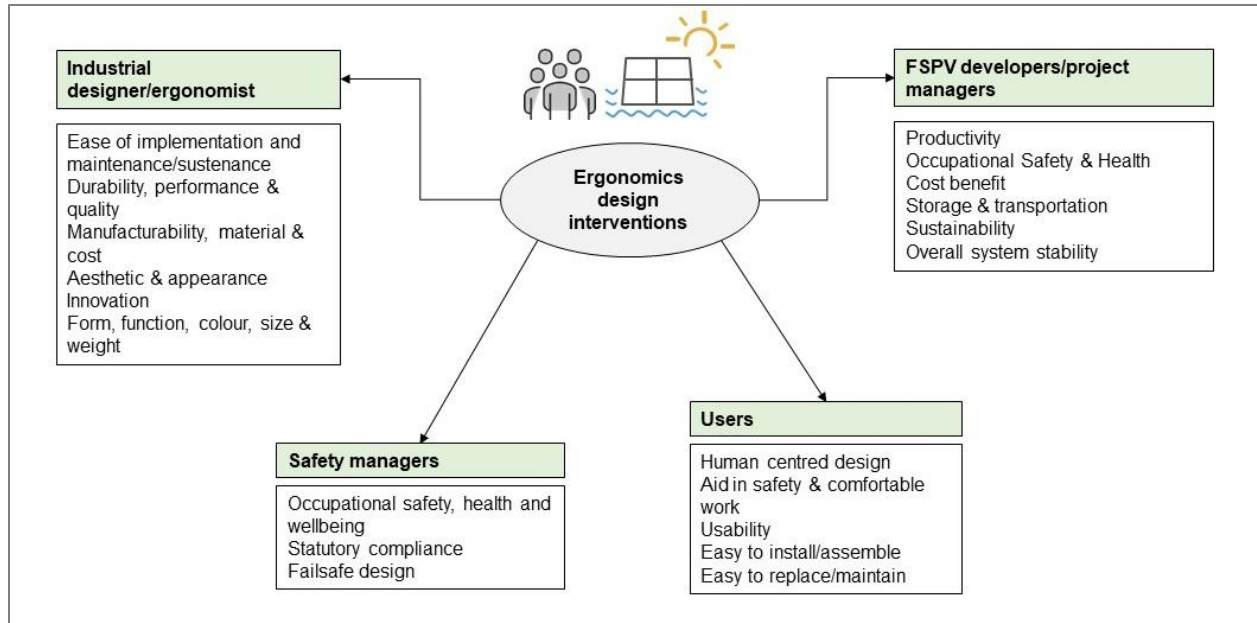 Industrial
designer/ergonomist
Ease of implementation and
maintenance/sustenance
Durability, performance &
quality
Manufacturability, material &
cost
Aesthetic & appearance
Innovation
Form, function, colour, size &
weight
Ergonomics
design
interventions
FSPV developers/project
managers
Productivity
Occupational Safety & Health
Cost benefit
Storage & transportation
Sustainability
Overall system stability
Safety managers
Occupational safety, health and
wellbeing
Statutory compliance
Failsafe design
Users
Human centred design
Aid in safety & comfortable
work
Usability
Easy to install/assemble
Easy to replace/maintain